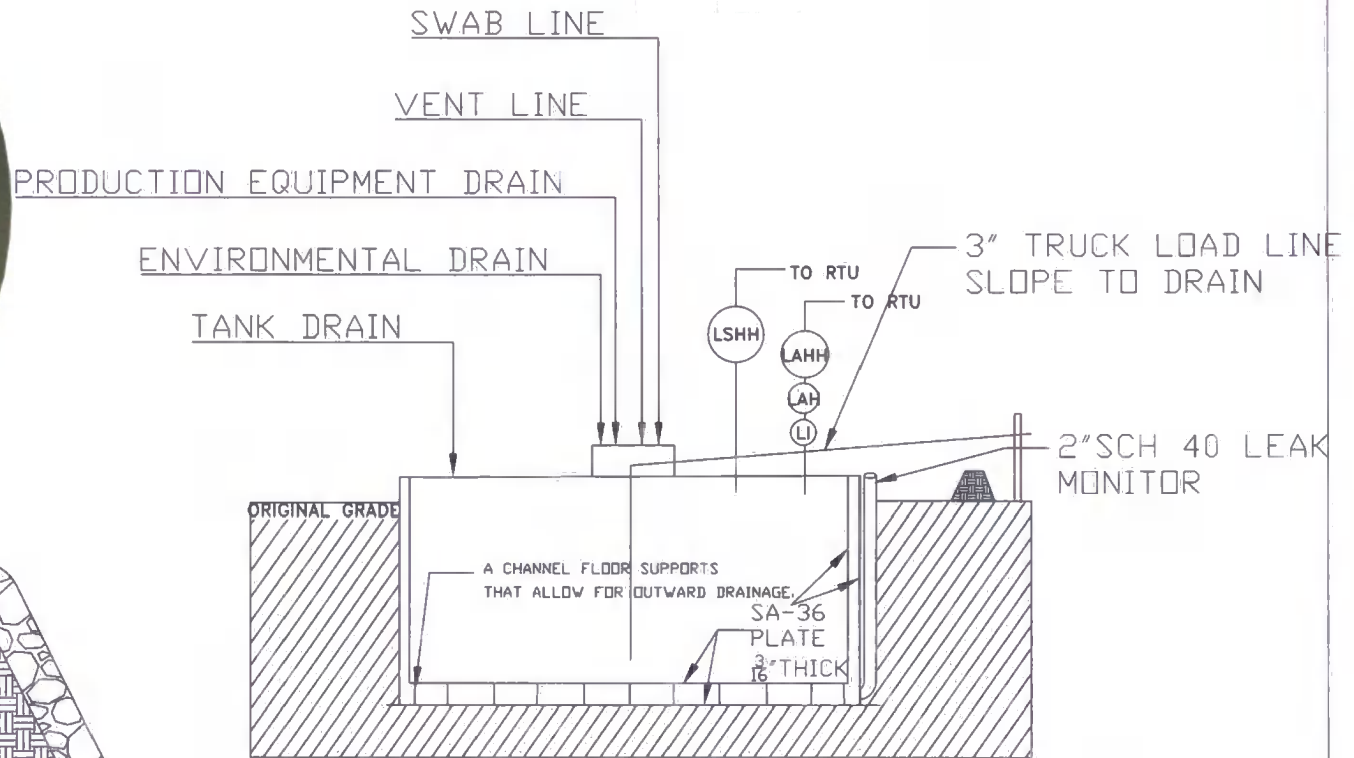 SWAB LINE
VENT LINE
PRODUCTION EQUIPMENT DRAIN
ENVIRONMENTAL DRAIN
TANK DRAIN
TO RTU
TO RTU
3" TRUCK LOAD LINE
SLOPE TO DRAIN
LSHH
LAHH
LAH
LI
2"SCH 40 LEAK
MONITOR
ORIGINAL GRADE
A CHANNEL FLOOR SUPPORTS
THAT ALLOW FOR OUTWARD DRAINAGE.
SA-36
PLATE
3/16"THICK